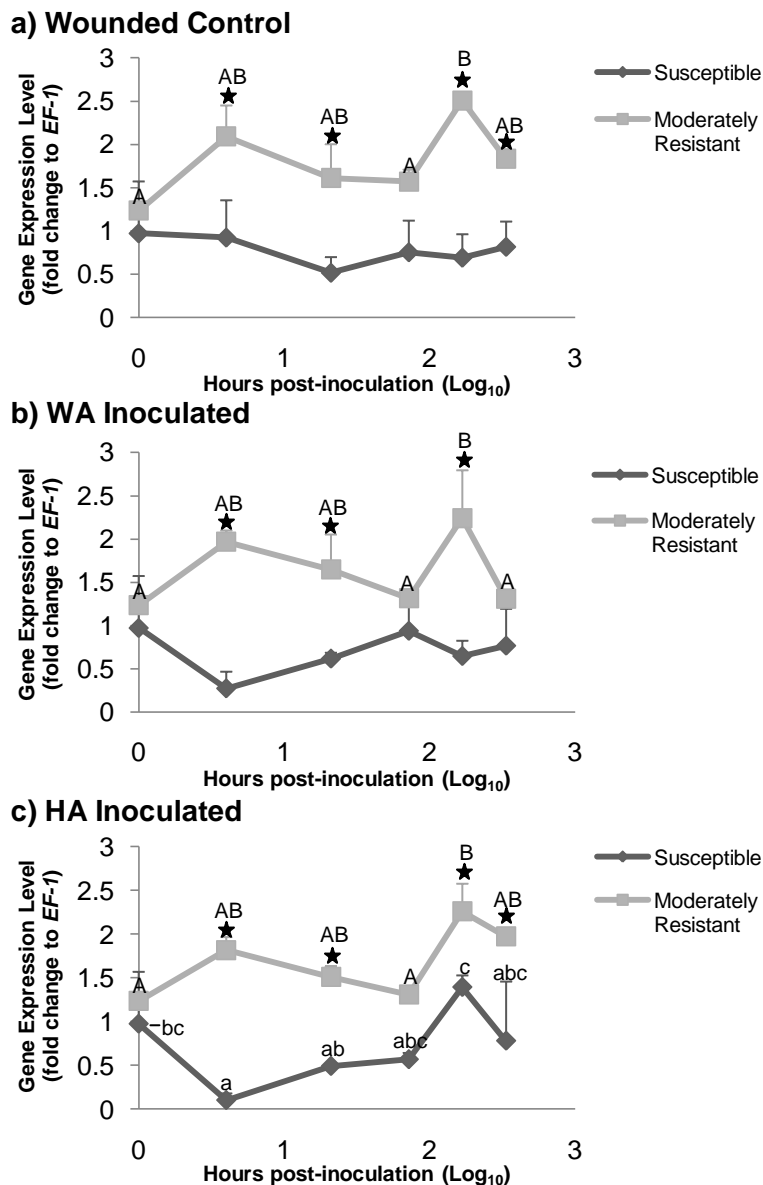 a) Wounded Control
Gene Expression Level
(fold change to EF-1)
3
2.5
2
1.5
1
0.5
0
A
AB
AB
A
B
AB
0 1 2 3
Hours post-inoculation (Log10)
Susceptible
Moderately
Resistant
b) WA Inoculated
Gene Expression Level
(fold change to EF-1)
3
2.5
2
1.5
1
0.5
0
A
AB
AB
A
B
A
0 1 2 3
Hours post-inoculation (Log10)
Susceptible
Moderately
Resistant
c) HA Inoculated
Gene Expression Level
(fold change to EF-1)
3
2.5
2
1.5
1
0.5
0
A
AB
AB
A
B
AB
bc
a
ab
abc
c
abc
0 1 2 3
Hours post-inoculation (Log10)
Susceptible
Moderately
Resistant